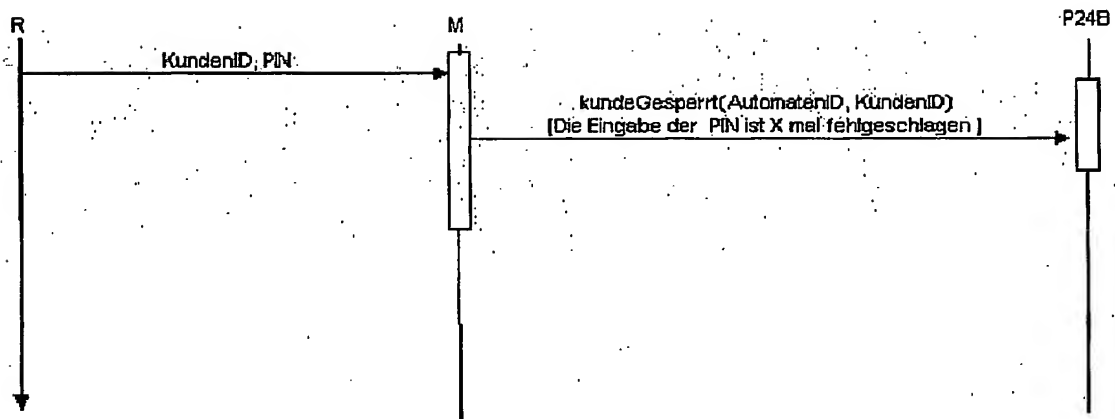 R
M
P24B
KundenID, PIN
kundeGesperrt(AutomatenID, KundenID)
[Die Eingabe der PIN ist X mal fehlgeschlagen ]